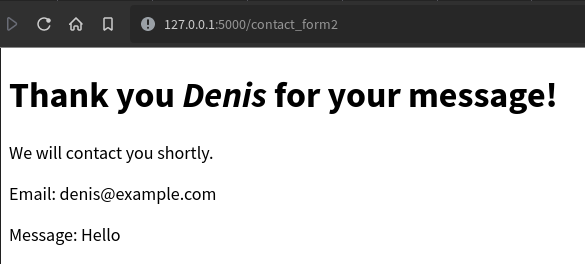 127.0.0.1:5000/contact_form2
Thank you Denis for your message!
We will contact you shortly.
Email: denis@example.com
Message: Hello